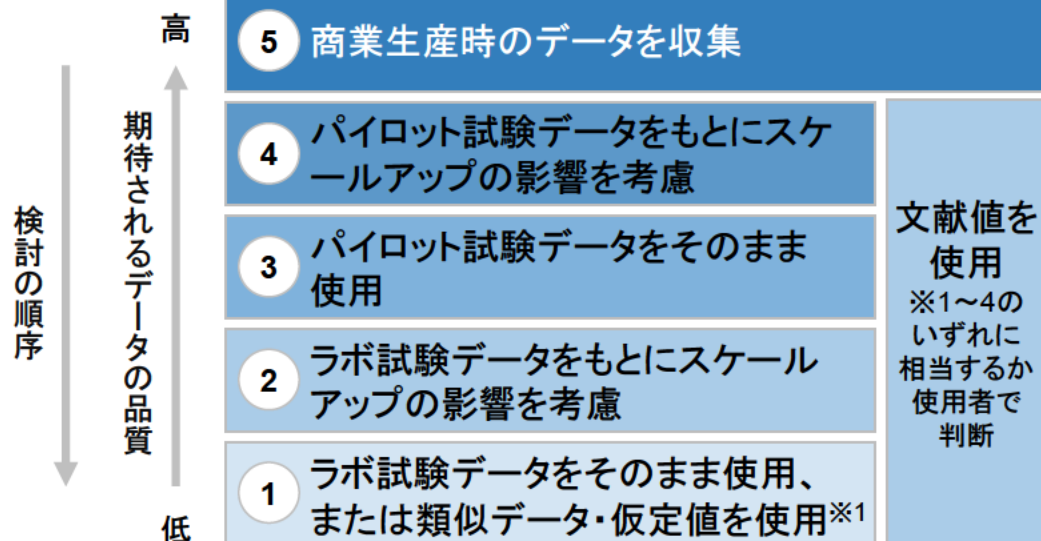 検討の順序
期待されるデータの品質
高
低
5
商業生産時のデータを収集
4
パイロット試験データをもとにスケ
ールアップの影響を考慮
3
パイロット試験データをそのまま
使用
2
ラボ試験データをもとにスケール
アップの影響を考慮
1
ラボ試験データをそのまま使用、
または類似データ・仮定値を使用※1
文献値を
使用
※1~4の
いずれに
相当するか
使用者で
判断